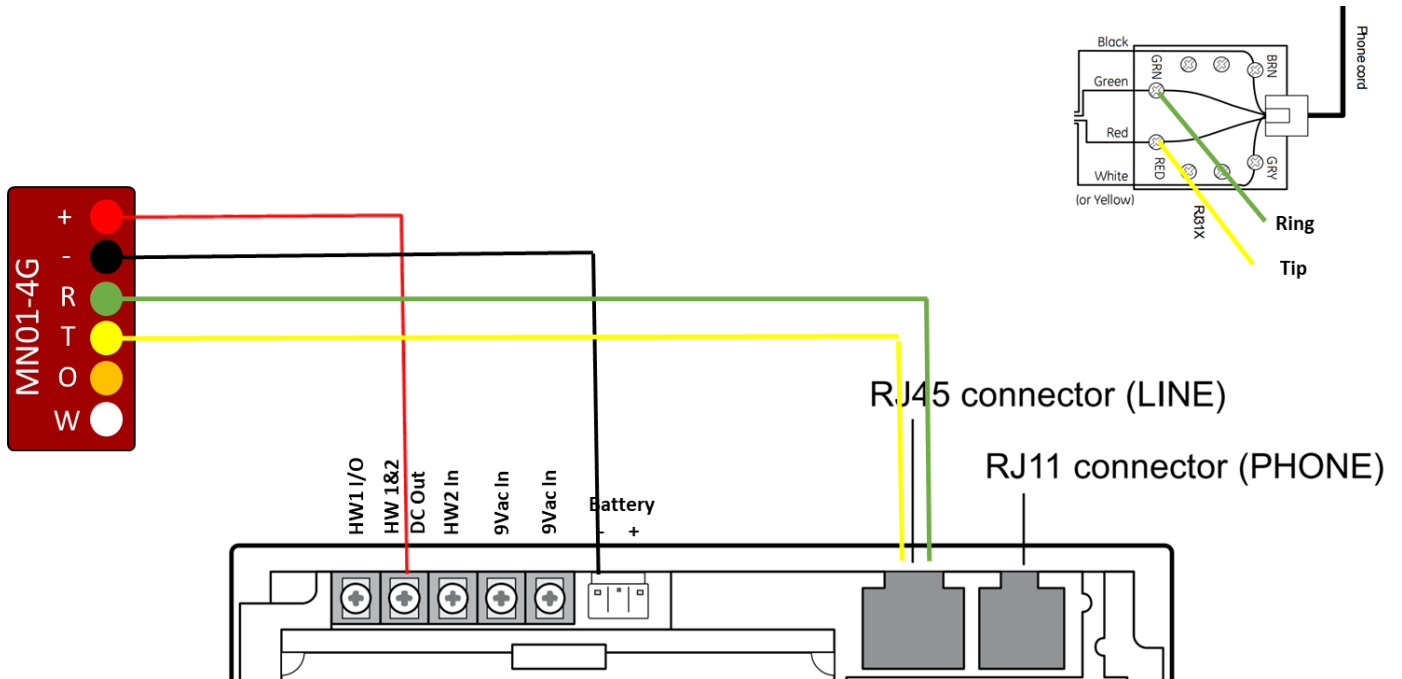 Phone cord
Black
GRN
BRN
Green
Red
RED
GRY
White
(or Yellow)
RJ31X
Ring
Tip
MN01-4G
+
-
R
T
O
W
RJ45 connector (LINE)
RJ11 connector (PHONE)
HW1 I/O
HW 1&2
DC Out
HW2 In
9Vac In
9Vac In
Battery
- +